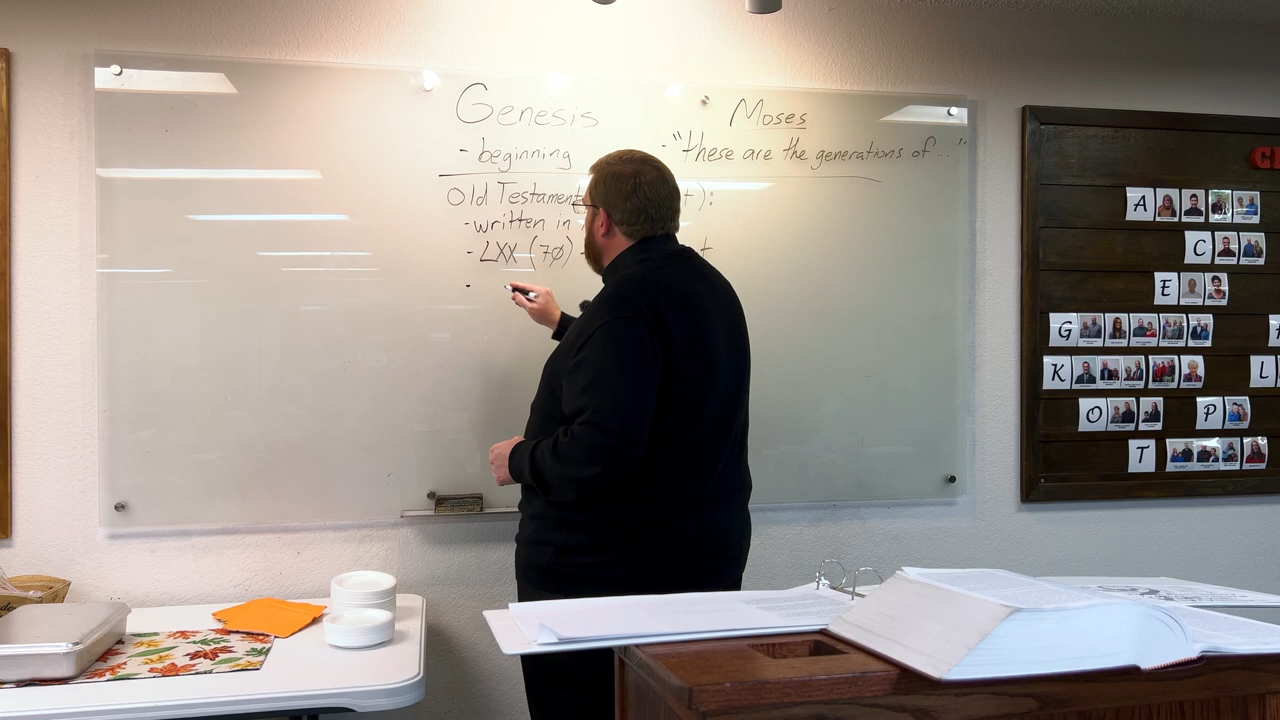 Genesis
- beginning
Moses
- "these are the generations of ..."
Old Testament t):
- written in
- LXX (70) - t
A
C
E
G
K L
O P
T